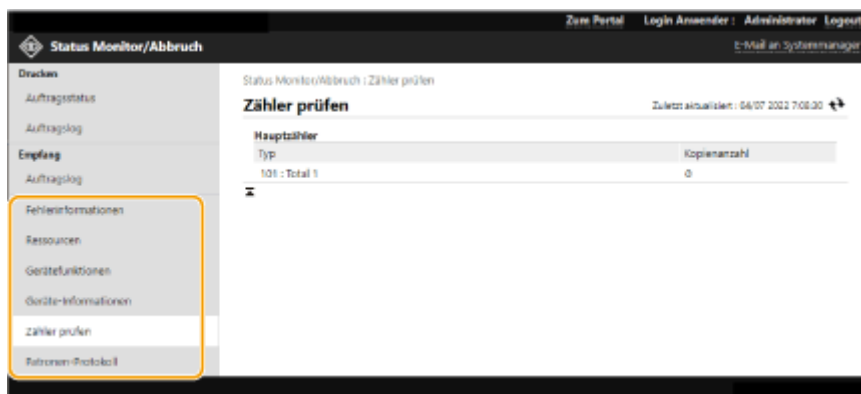 Zum Portal Login Anwender : Administrator Logout
Status Monitor/Abbruch
E-Mail an Systemmanager
Drucken
Auftragsstatus
Auftragslog
Empfang
Auftragslog
Fehlerinformationen
Ressourcen
Gerätefunktionen
Geräte-Informationen
Zähler prüfen
Patronen-Protokoll
Status Monitor/Abbruch : Zähler prüfen
Zähler prüfen
Zuletzt aktualisiert : 04/07 2022 7:08:30
Hauptzähler
Typ Kopienanzahl
101 : Total 1 0